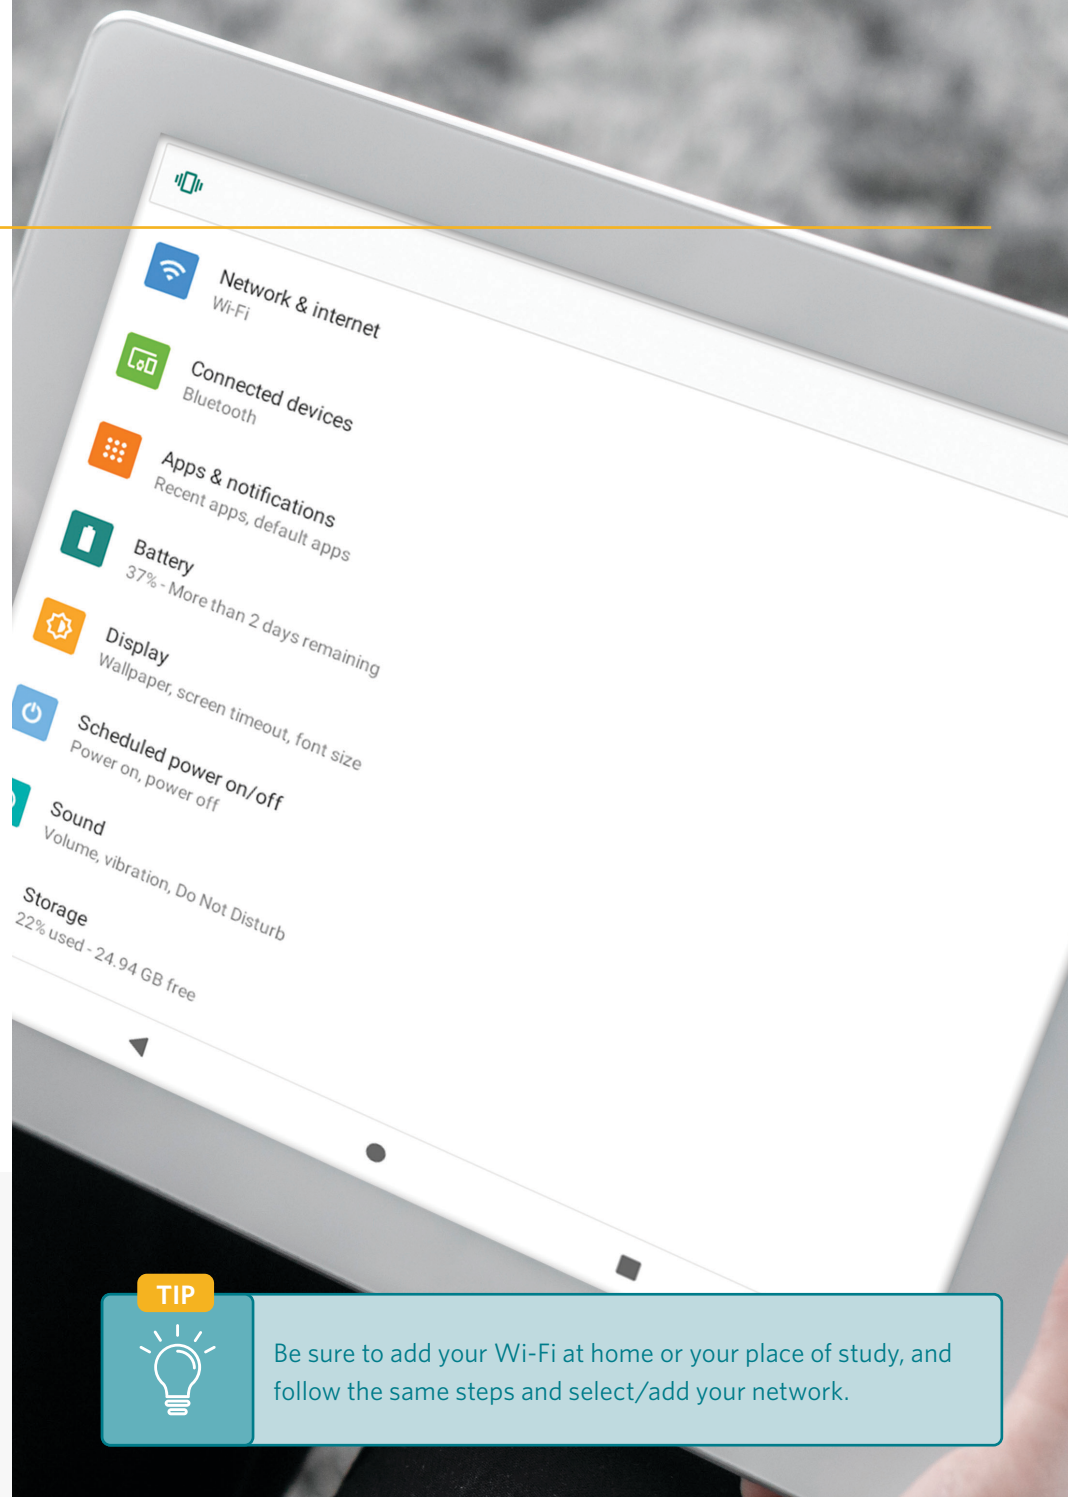 Network & internet
Wi-Fi
Connected devices
Bluetooth
Apps & notifications
Recent apps, default apps
Battery
37% - More than 2 days remaining
Display
Wallpaper, screen timeout, font size
Scheduled power on/off
Power on, power off
Sound
Volume, vibration, Do Not Disturb
Storage
22% used - 24.94 GB free
TIP
Be sure to add your Wi-Fi at home or your place of study, and
follow the same steps and select/add your network.